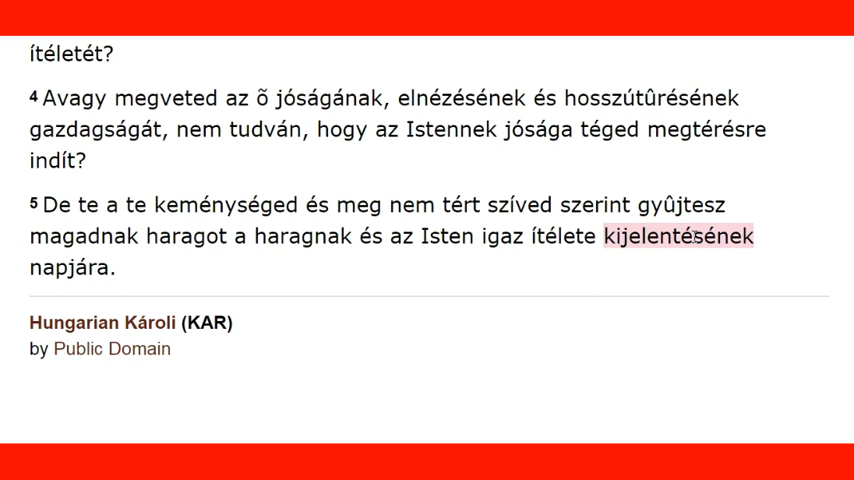 ítéletét?
4 Avagy megveted az õ jóságának, elnézésének és hosszútûrésének
gazdagságát, nem tudván, hogy az Istennek jósága téged megtérésre
indít?
5 De te a te keménységed és meg nem tért szíved szerint gyûjtesz
magadnak haragot a haragnak és az Isten igaz ítélete kijelentésének
napjára.
Hungarian Károli (KAR)
by Public Domain